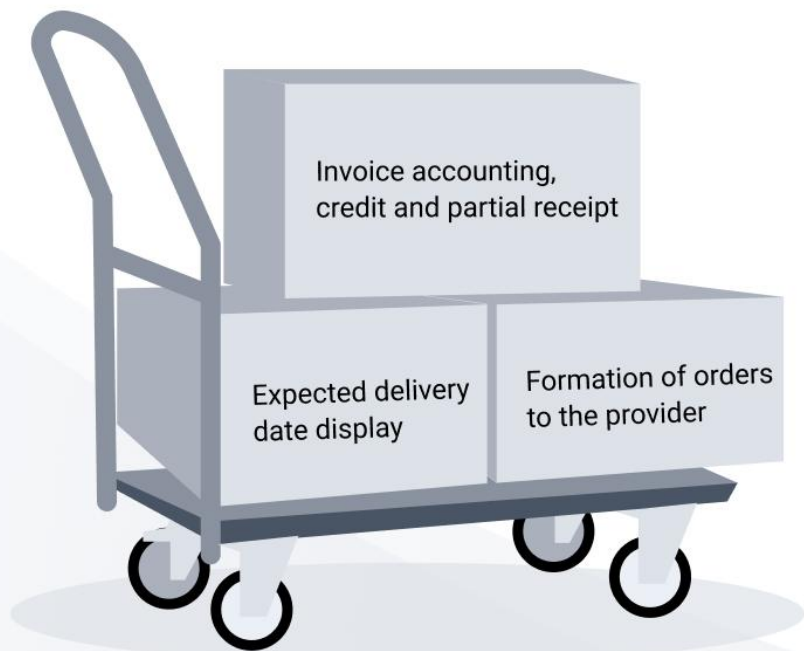 Invoice accounting,
credit and partial receipt
Expected delivery
date display
Formation of orders
to the provider